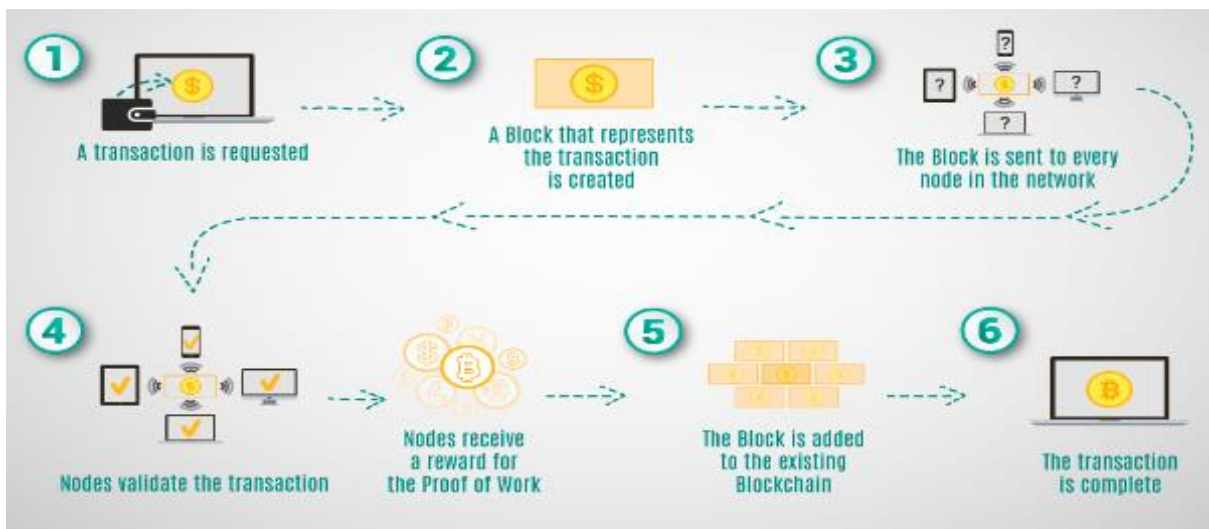 1
A transaction is requested
2
A Block that represents
the transaction
is created
3
?
?
?
?
The Block is sent to every
node in the network
4
Nodes validate the transaction
Nodes receive
a reward for
the Proof of Work
5
The Block is added
to the existing
Blockchain
6
The transaction
is complete